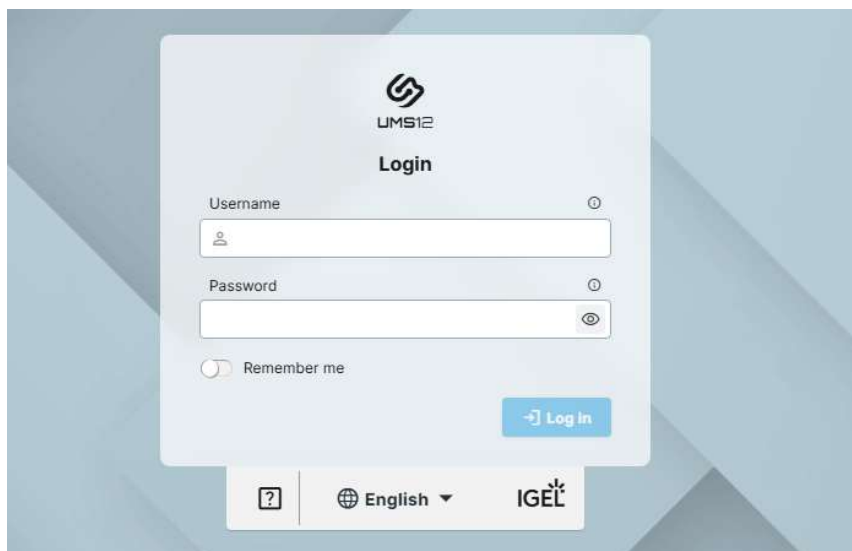 UMS12
Login
Username
Password
Remember me
Log In
? English IGEL